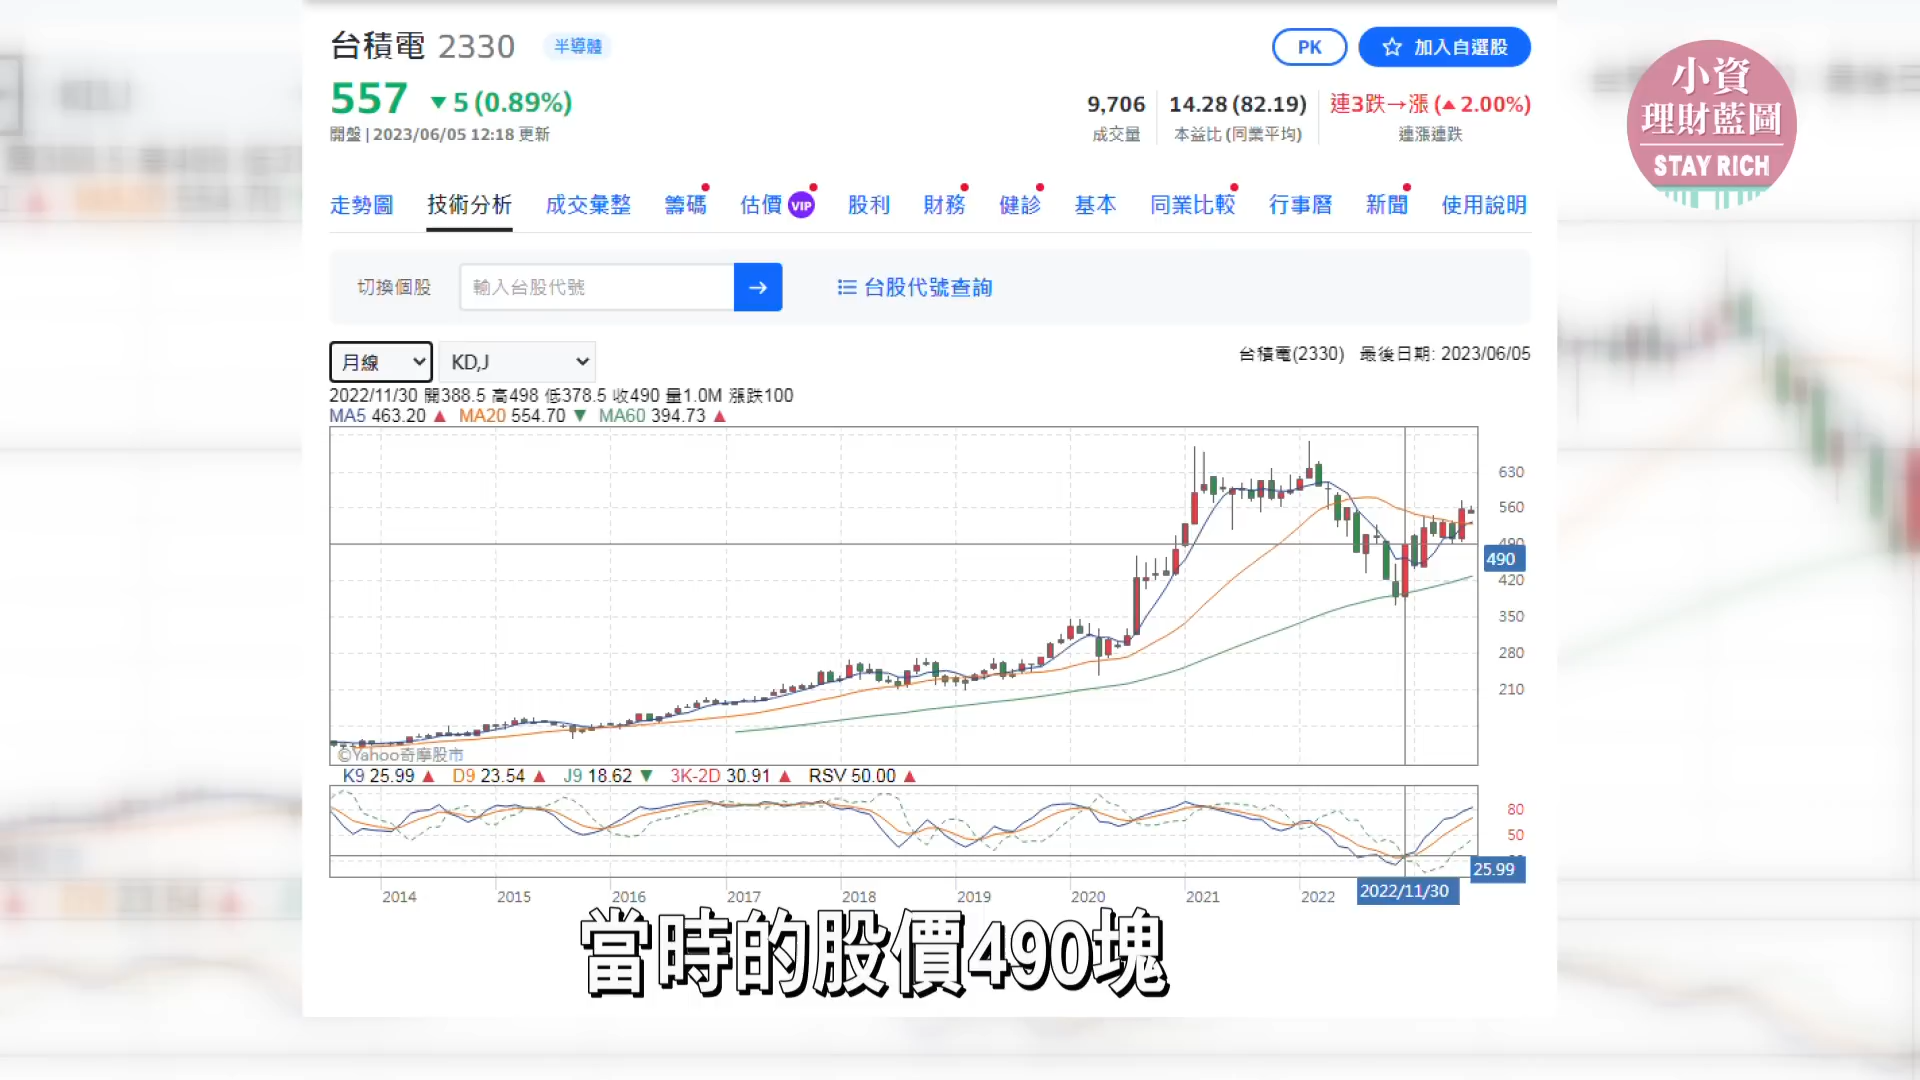 台積電 2330 半導體
PK ☆ 加入自選股
557 ▼ 5 (0.89%)
開盤 | 2023/06/05 12:18 更新
9,706 14.28 (82.19) 連3跌→漲 (▲ 2.00%)
成交量 本益比 (同業平均) 連漲連跌
小資
理財藍圖
STAY RICH
走勢圖 技術分析 成交彙整 籌碼 估價 VIP 股利 財務 健診 基本 同業比較 行事曆 新聞 使用說明
切換個股 輸入台股代號 → 台股代號查詢
月線 KD,J
台積電(2330) 最後日期: 2023/06/05
2022/11/30 開388.5 高498 低378.5 收490 量1.0M 漲跌100
MA5 463.20 ▲ MA20 554.70 ▼ MA60 394.73 ▲
630
560
490
490
420
350
280
210
©Yahoo奇摩股市
K9 25.99 ▲ D9 23.54 ▲ J9 18.62 ▼ 3K-2D 30.91 ▲ RSV 50.00 ▲
80
50
25.99
2014 2015 2016 2017 2018 2019 2020 2021 2022 2022/11/30
當時的股價490塊